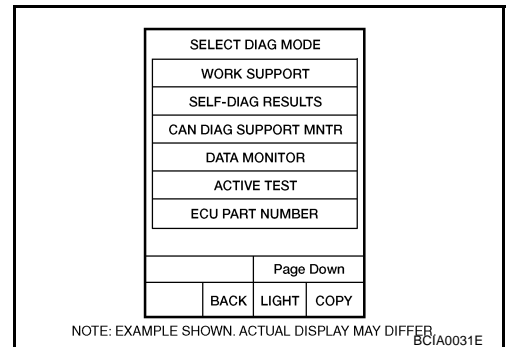 SELECT DIAG MODE
WORK SUPPORT
SELF-DIAG RESULTS
CAN DIAG SUPPORT MNTR
DATA MONITOR
ACTIVE TEST
ECU PART NUMBER
Page Down
BACK LIGHT COPY
NOTE: EXAMPLE SHOWN. ACTUAL DISPLAY MAY DIFFER.
BCIA0031E